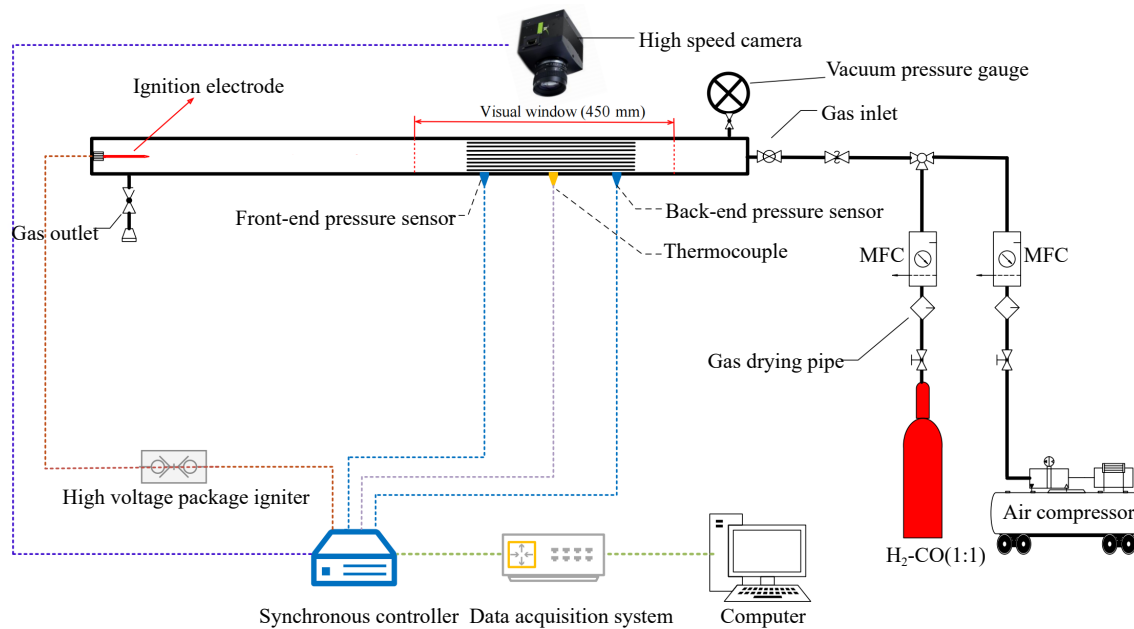 High speed camera
Vacuum pressure gauge
Ignition electrode
Visual window (450 mm)
Gas inlet
Front-end pressure sensor
Back-end pressure sensor
Gas outlet
Thermocouple
MFC
MFC
Gas drying pipe
High voltage package igniter
Air compressor
H₂-CO(1:1)
Synchronous controller
Data acquisition system
Computer